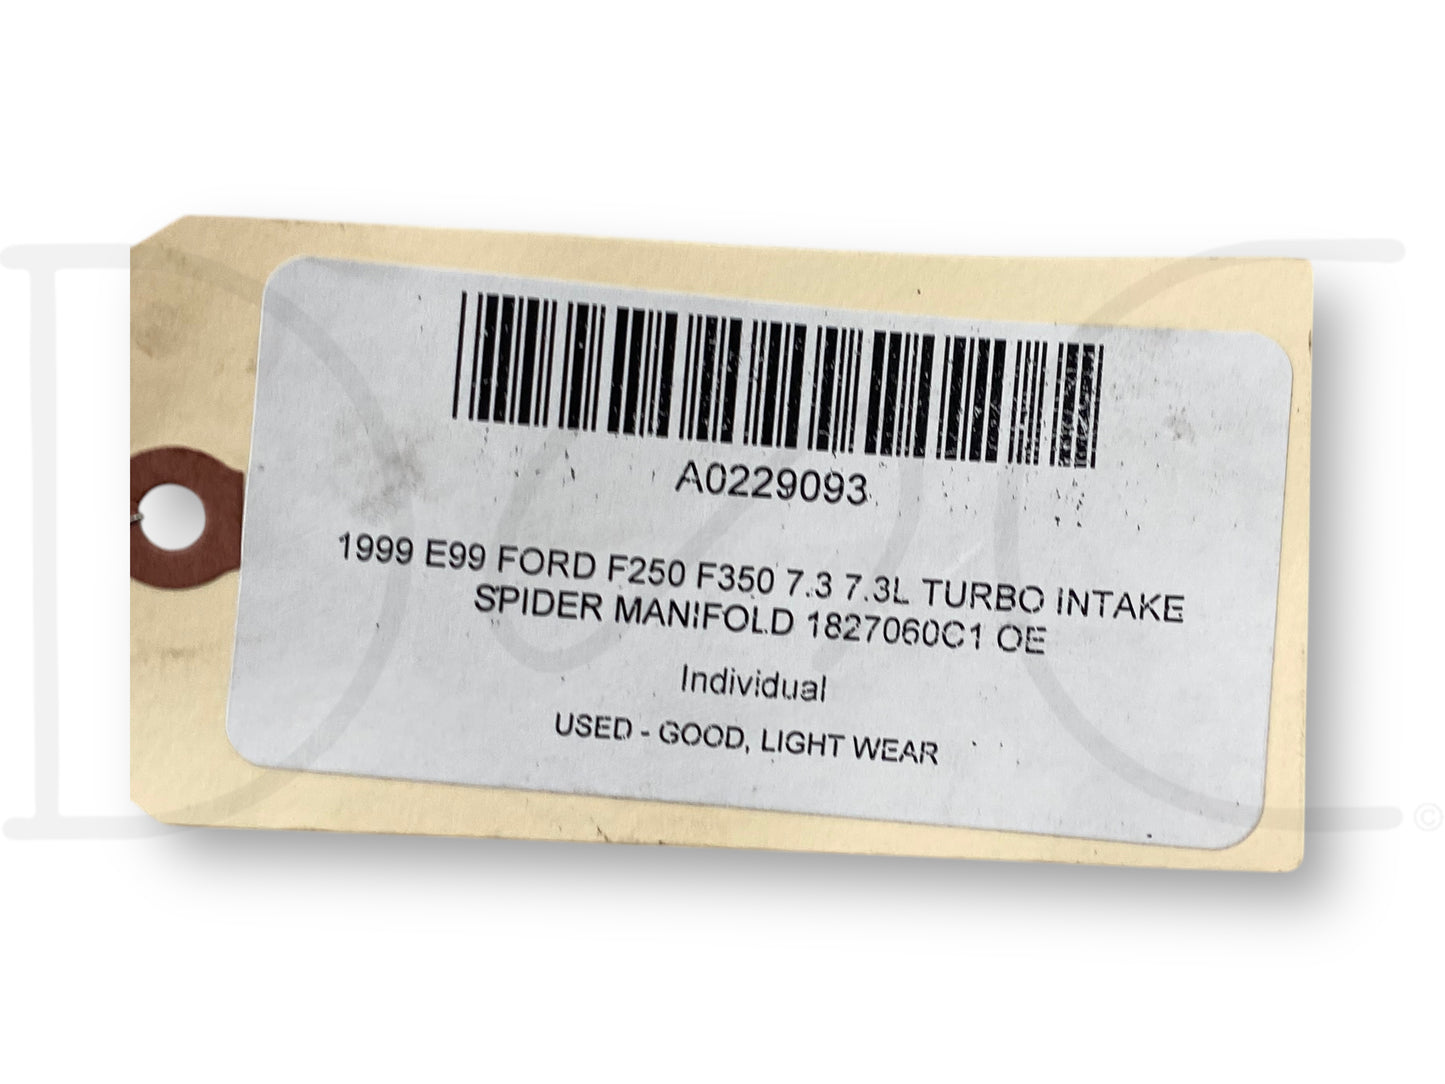 A0229093
1999 E99 FORD F250 F350 7.3 7.3L TURBO INTAKE
SPIDER MANIFOLD 1827060C1 OE
Individual
USED - GOOD, LIGHT WEAR
©